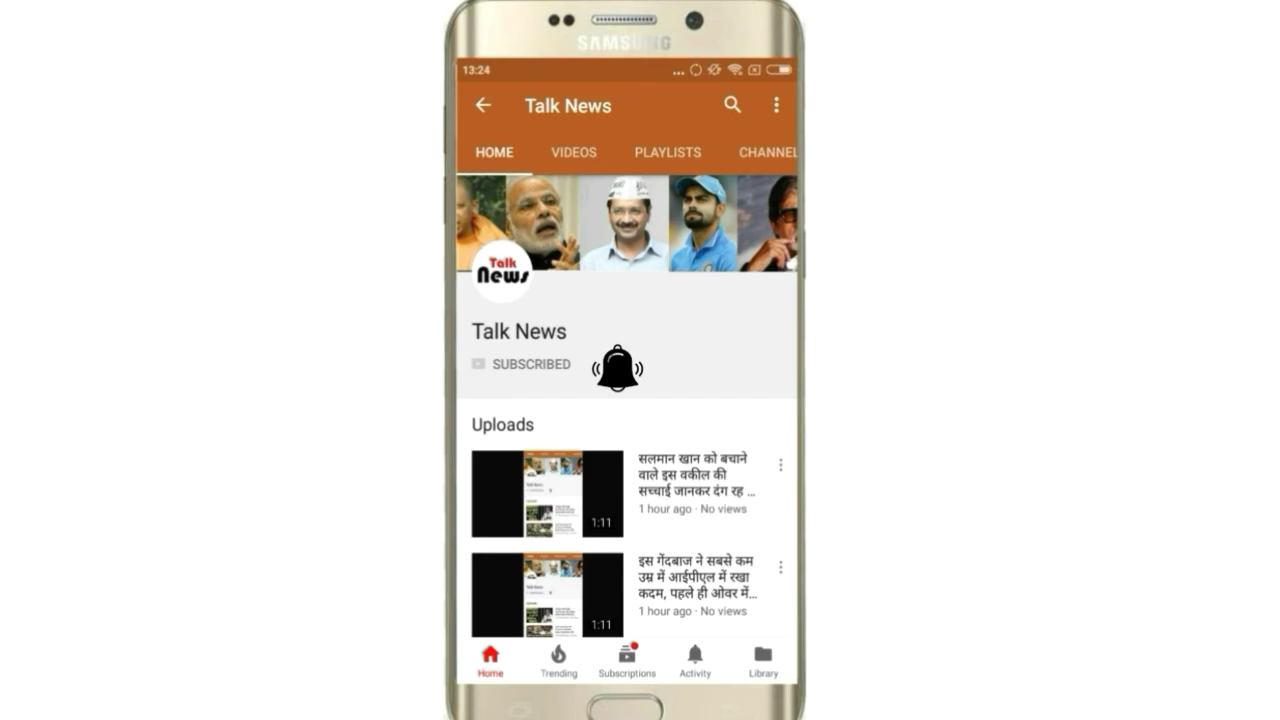 SAMSUNG
13:24
Talk News
HOME VIDEOS PLAYLISTS CHANNEL
Talk
News
Talk News
SUBSCRIBED
Uploads
सलमान खान को बचाने
वाले इस वकील की
सच्चाई जानकर दंग रह ...
1 hour ago · No views
1:11
इस गेंदबाज ने सबसे कम
उम्र में आईपीएल में रखा
कदम, पहले ही ओवर में...
1 hour ago · No views
1:11
Home Trending Subscriptions Activity Library